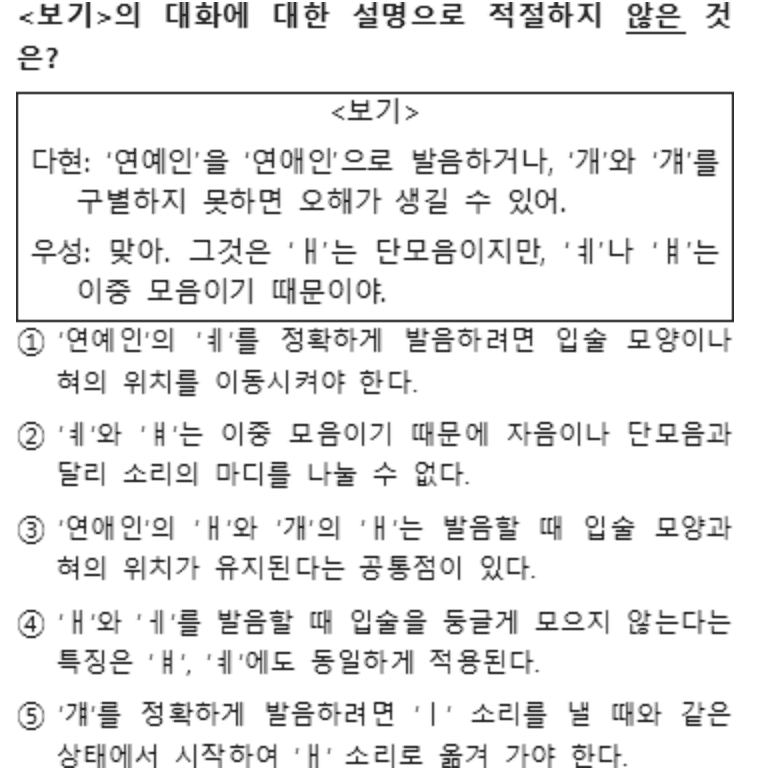 <보기>의 대화에 대한 설명으로 적절하지 않은 것
은?
<보기>
다현: '연예인'을 '연애인'으로 발음하거나, '개'와 '걔'를
구별하지 못하면 오해가 생길 수 있어.
우성: 맞아. 그것은 'ㅐ'는 단모음이지만, 'ㅖ'나 'ㅒ'는
이중 모음이기 때문이야.
① '연예인'의 'ㅖ'를 정확하게 발음하려면 입술 모양이나
혀의 위치를 이동시켜야 한다.
② 'ㅖ'와 'ㅒ'는 이중 모음이기 때문에 자음이나 단모음과
달리 소리의 마디를 나눌 수 없다.
③ '연애인'의 'ㅐ'와 '개'의 'ㅐ'는 발음할 때 입술 모양과
혀의 위치가 유지된다는 공통점이 있다.
④ 'ㅐ'와 'ㅔ'를 발음할 때 입술을 둥글게 모으지 않는다는
특징은 'ㅒ', 'ㅖ'에도 동일하게 적용된다.
⑤ '걔'를 정확하게 발음하려면 'ㅣ' 소리를 낼 때와 같은
상태에서 시작하여 'ㅐ' 소리로 옮겨 가야 한다.